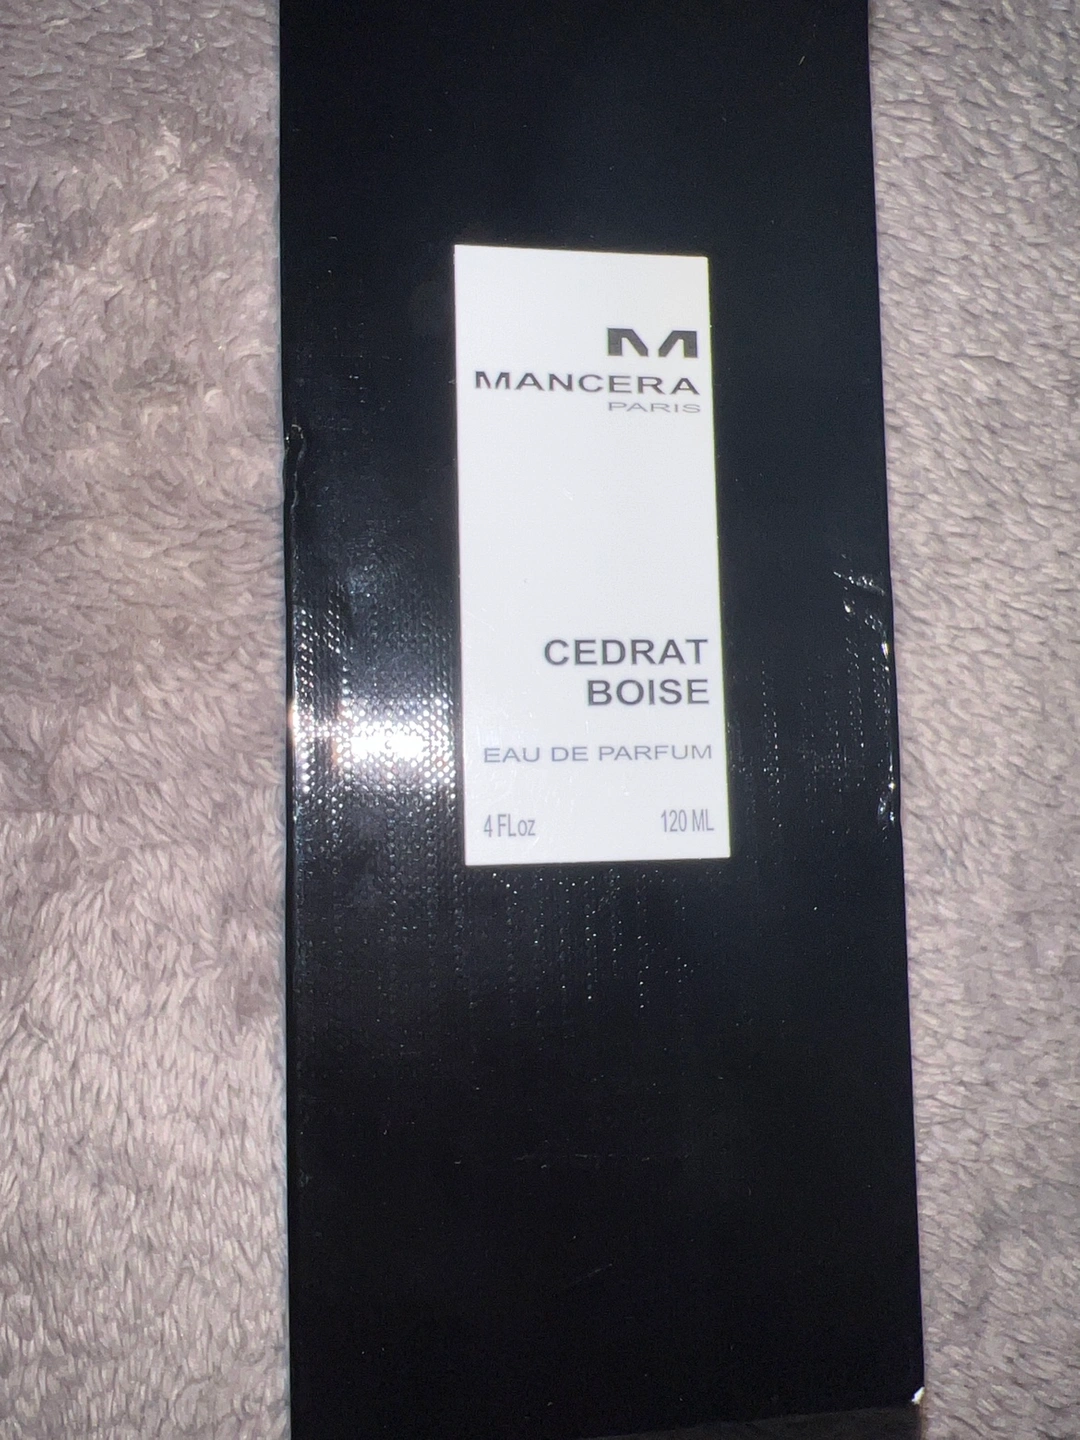 M
MANCERA
PARIS
CEDRAT
BOISE
EAU DE PARFUM
4 FLoz 120 ML